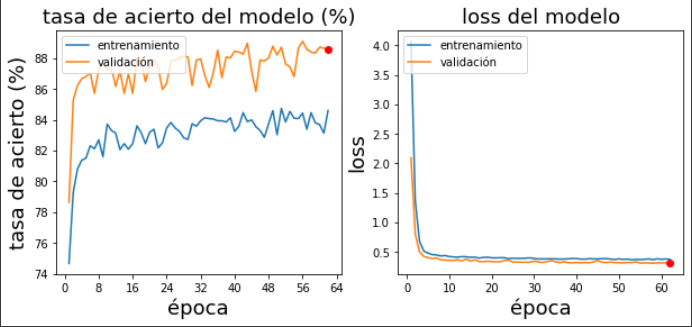 tasa de acierto del modelo (%)
entrenamiento
validación
tasa de acierto (%)
88
86
84
82
80
78
76
74
0 8 16 24 32 40 48 56 64
época
loss del modelo
entrenamiento
validación
loss
4.0
3.5
3.0
2.5
2.0
1.5
1.0
0.5
0 10 20 30 40 50 60
época